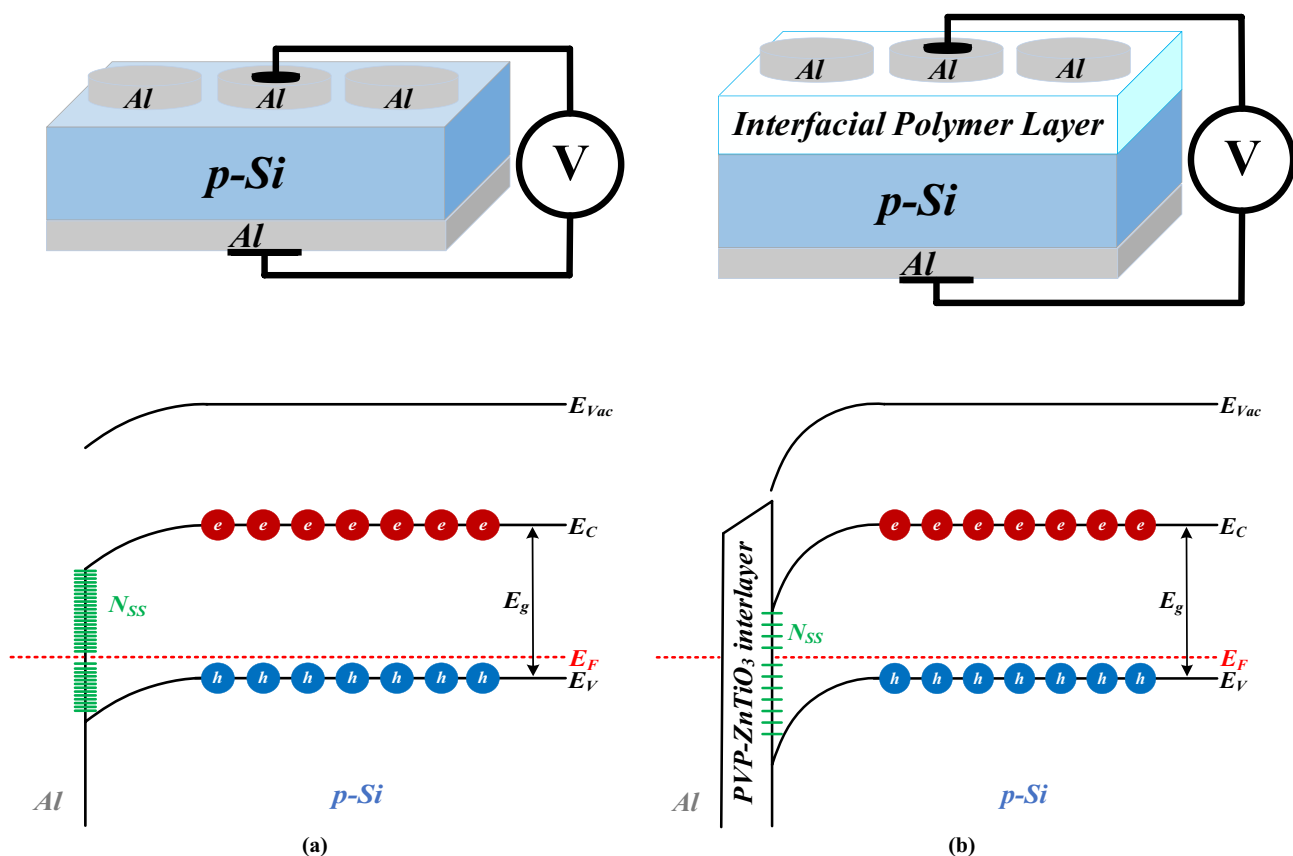 Al Al Al
p-Si
Al
V
Al Al Al
Interfacial Polymer Layer
p-Si
Al
V
E_Vac
e e e e e e e E_C
N_SS
E_g
E_F
h h h h h h h E_V
Al
p-Si
(a)
E_Vac
e e e e e e e E_C
PVP-ZnTiO₃ interlayer
N_SS
E_g
E_F
h h h h h h h E_V
Al
p-Si
(b)